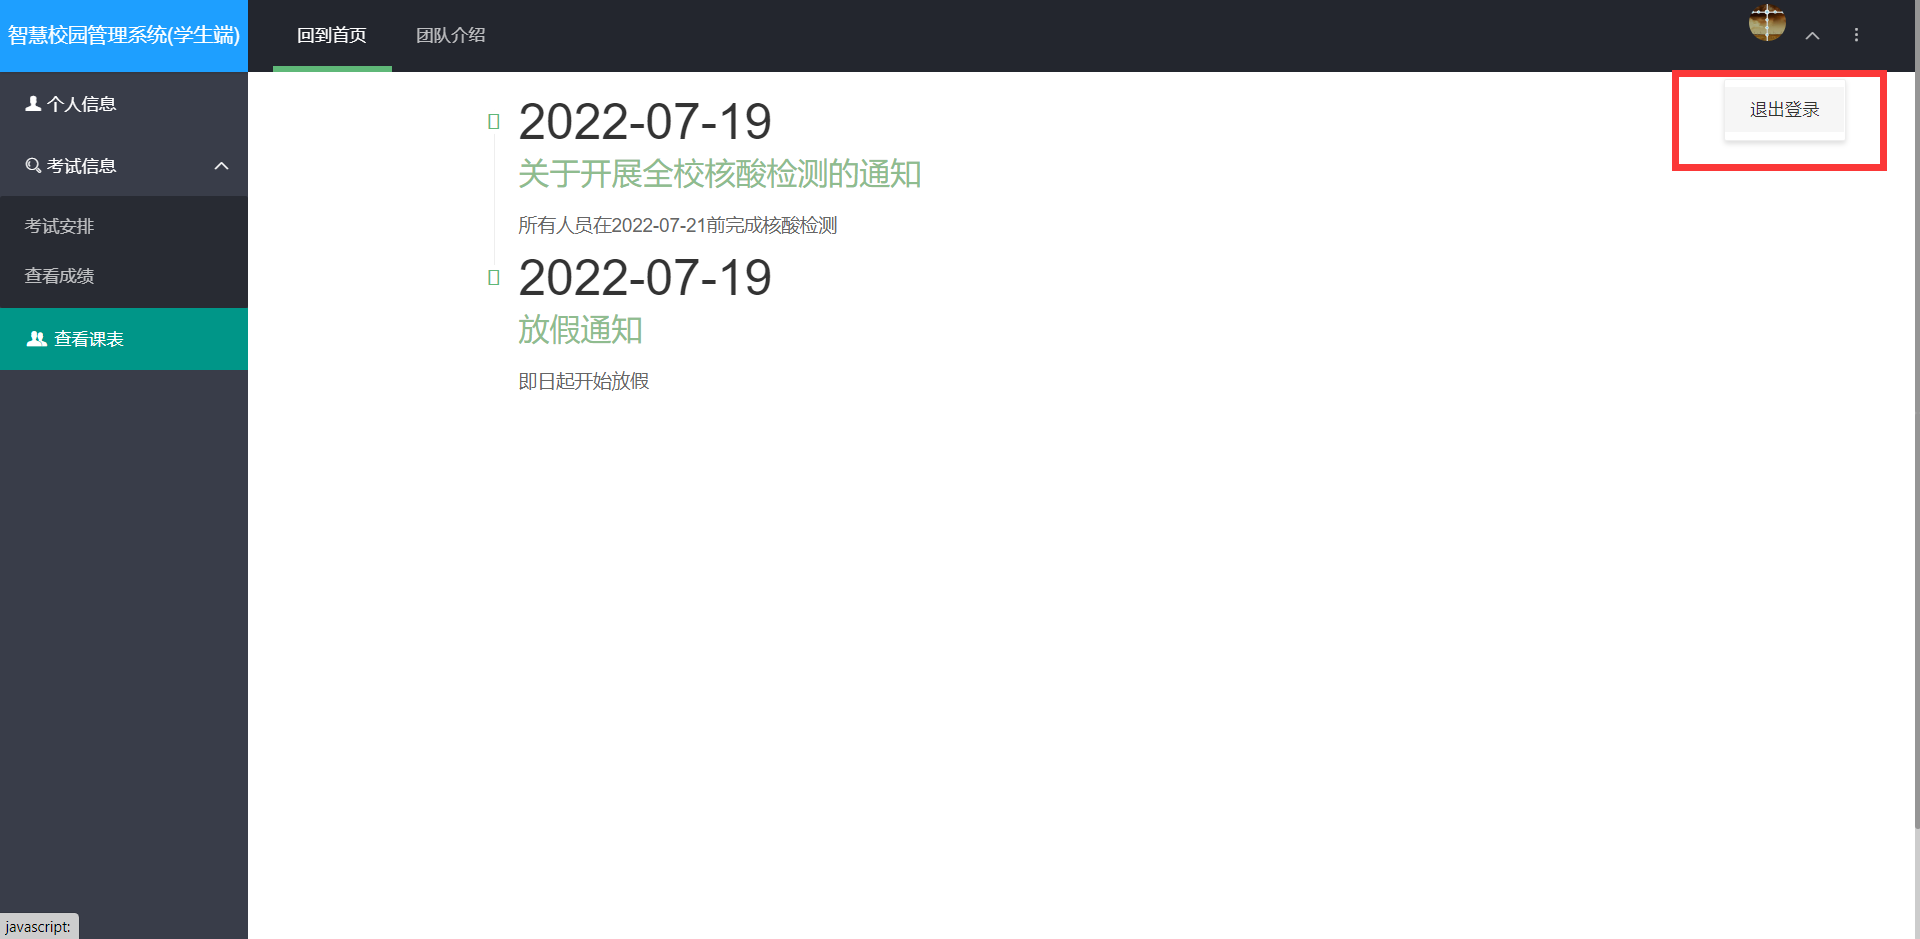 智慧校园管理系统(学生端)
回到首页
团队介绍
退出登录
个人信息
考试信息
考试安排
查看成绩
查看课表
2022-07-19
关于开展全校核酸检测的通知
所有人员在2022-07-21前完成核酸检测
2022-07-19
放假通知
即日起开始放假
javascript: